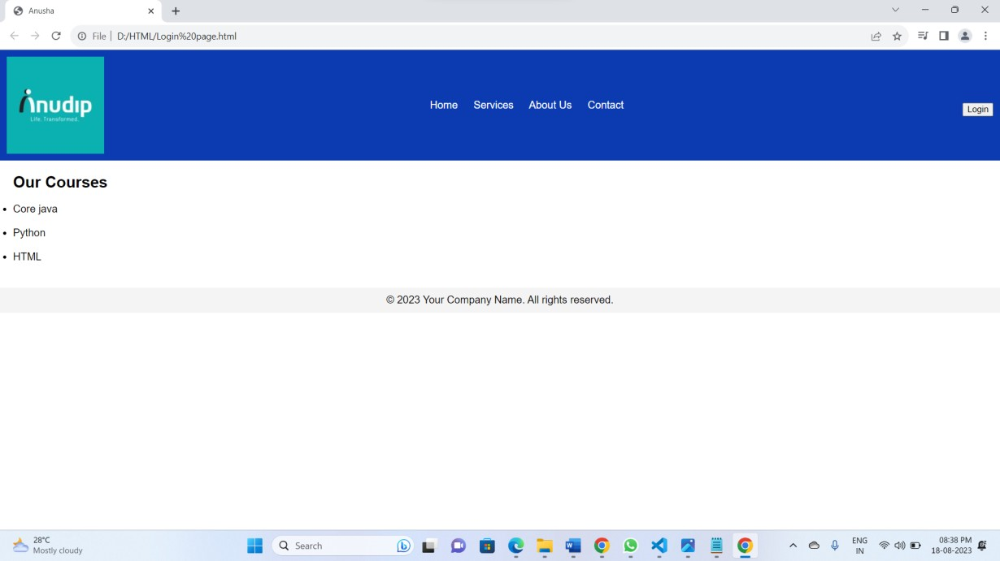 Anusha
File | D:/HTML/Login%20page.html
Anudip
Life. Transformed.
Home Services About Us Contact
Login
Our Courses
• Core java
• Python
• HTML
© 2023 Your Company Name. All rights reserved.
28°C
Mostly cloudy
Search
ENG
IN
08:38 PM
18-08-2023